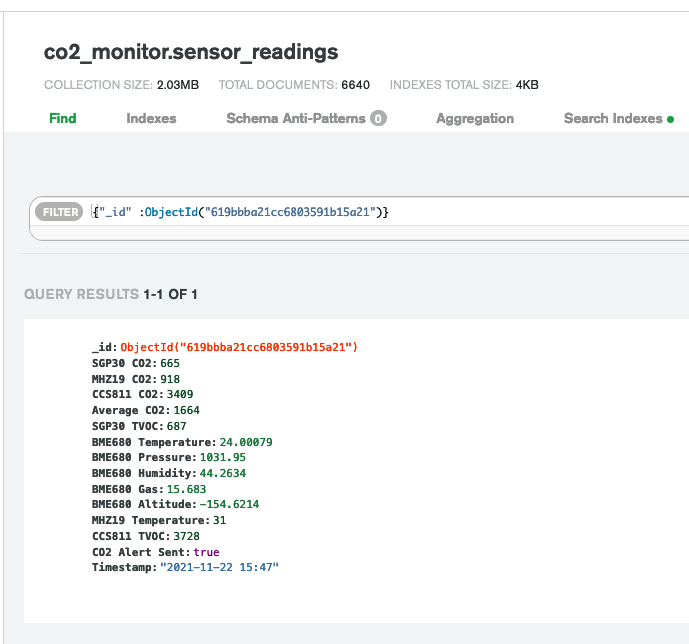 co2_monitor.sensor_readings
COLLECTION SIZE: 2.03MB TOTAL DOCUMENTS: 6640 INDEXES TOTAL SIZE: 4KB
Find Indexes Schema Anti-Patterns 0 Aggregation Search Indexes
FILTER {"_id" :ObjectId("619bbba21cc6803591b15a21")}
QUERY RESULTS 1-1 OF 1
_id: ObjectId("619bbba21cc6803591b15a21")
SGP30 CO2: 665
MHZ19 CO2: 918
CCS811 CO2: 3409
Average CO2: 1664
SGP30 TVOC: 687
BME680 Temperature: 24.00079
BME680 Pressure: 1031.95
BME680 Humidity: 44.2634
BME680 Gas: 15.683
BME680 Altitude: -154.6214
MHZ19 Temperature: 31
CCS811 TVOC: 3728
CO2 Alert Sent: true
Timestamp: "2021-11-22 15:47"